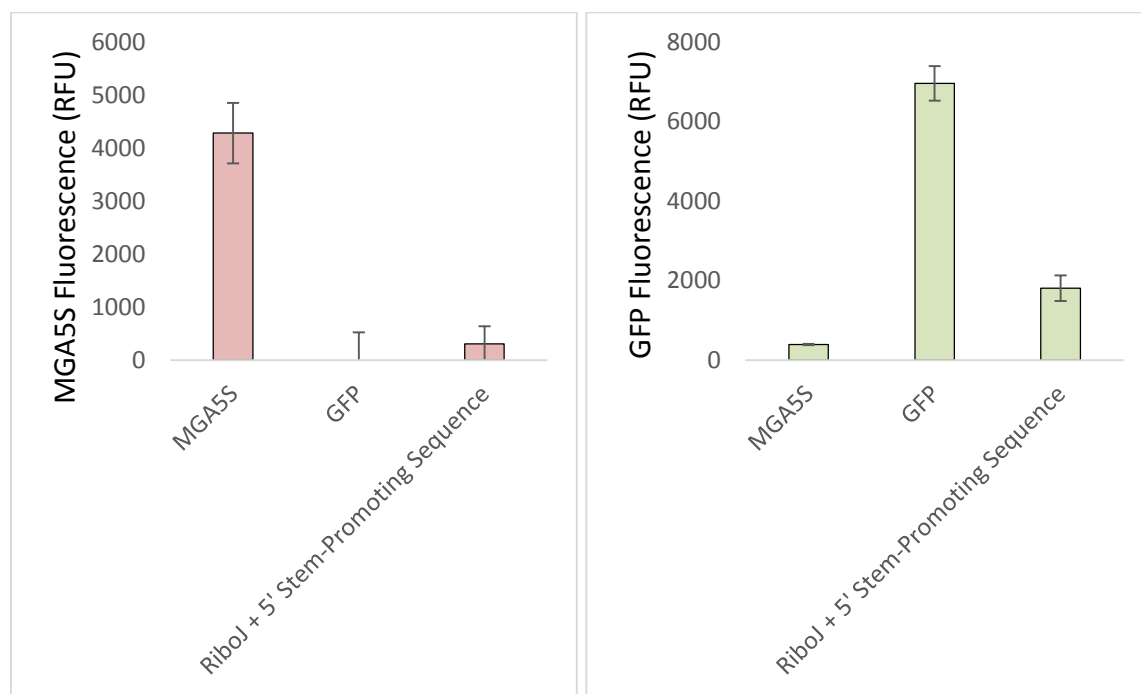 MGA5S Fluorescence (RFU)
6000
5000
4000
3000
2000
1000
0
MGA5S
GFP
RiboJ + 5' Stem-Promoting Sequence
GFP Fluorescence (RFU)
8000
6000
4000
2000
0
MGA5S
GFP
RiboJ + 5' Stem-Promoting Sequence